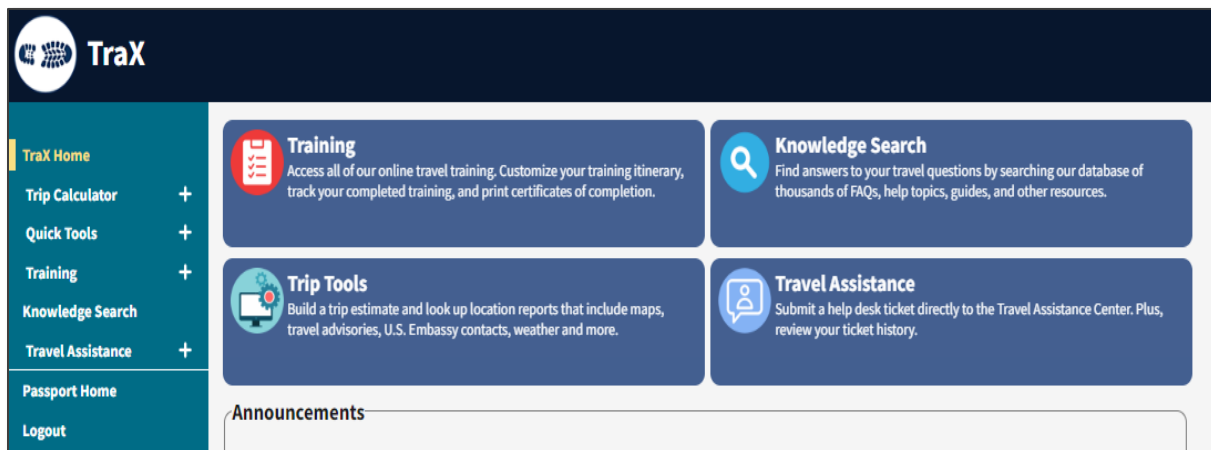 TraX
TraX Home
Trip Calculator +
Quick Tools +
Training +
Knowledge Search
Travel Assistance +
Passport Home
Logout
Training
Access all of our online travel training. Customize your training itinerary,
track your completed training, and print certificates of completion.
Knowledge Search
Find answers to your travel questions by searching our database of
thousands of FAQs, help topics, guides, and other resources.
Trip Tools
Build a trip estimate and look up location reports that include maps,
travel advisories, U.S. Embassy contacts, weather and more.
Travel Assistance
Submit a help desk ticket directly to the Travel Assistance Center. Plus,
review your ticket history.
Announcements